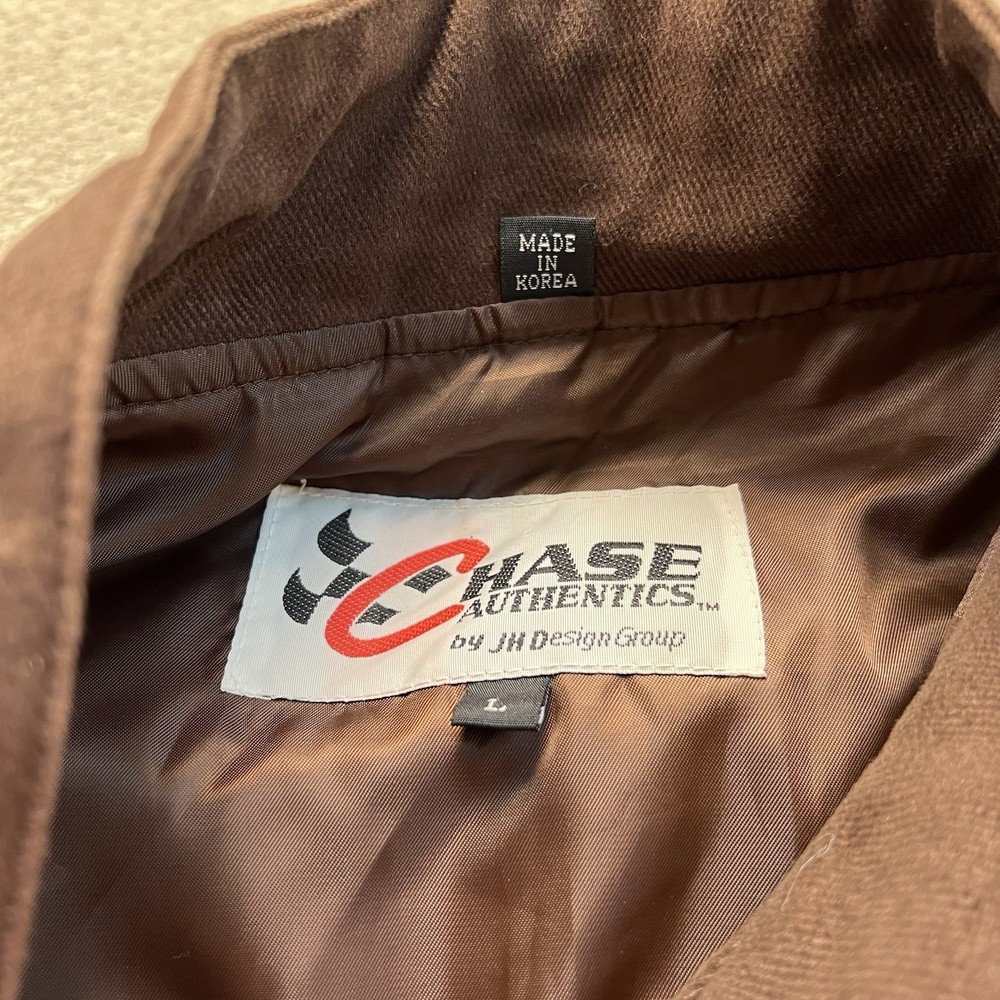 MADE
IN
KOREA
CHASE
AUTHENTICS™
by JH Design Group
L